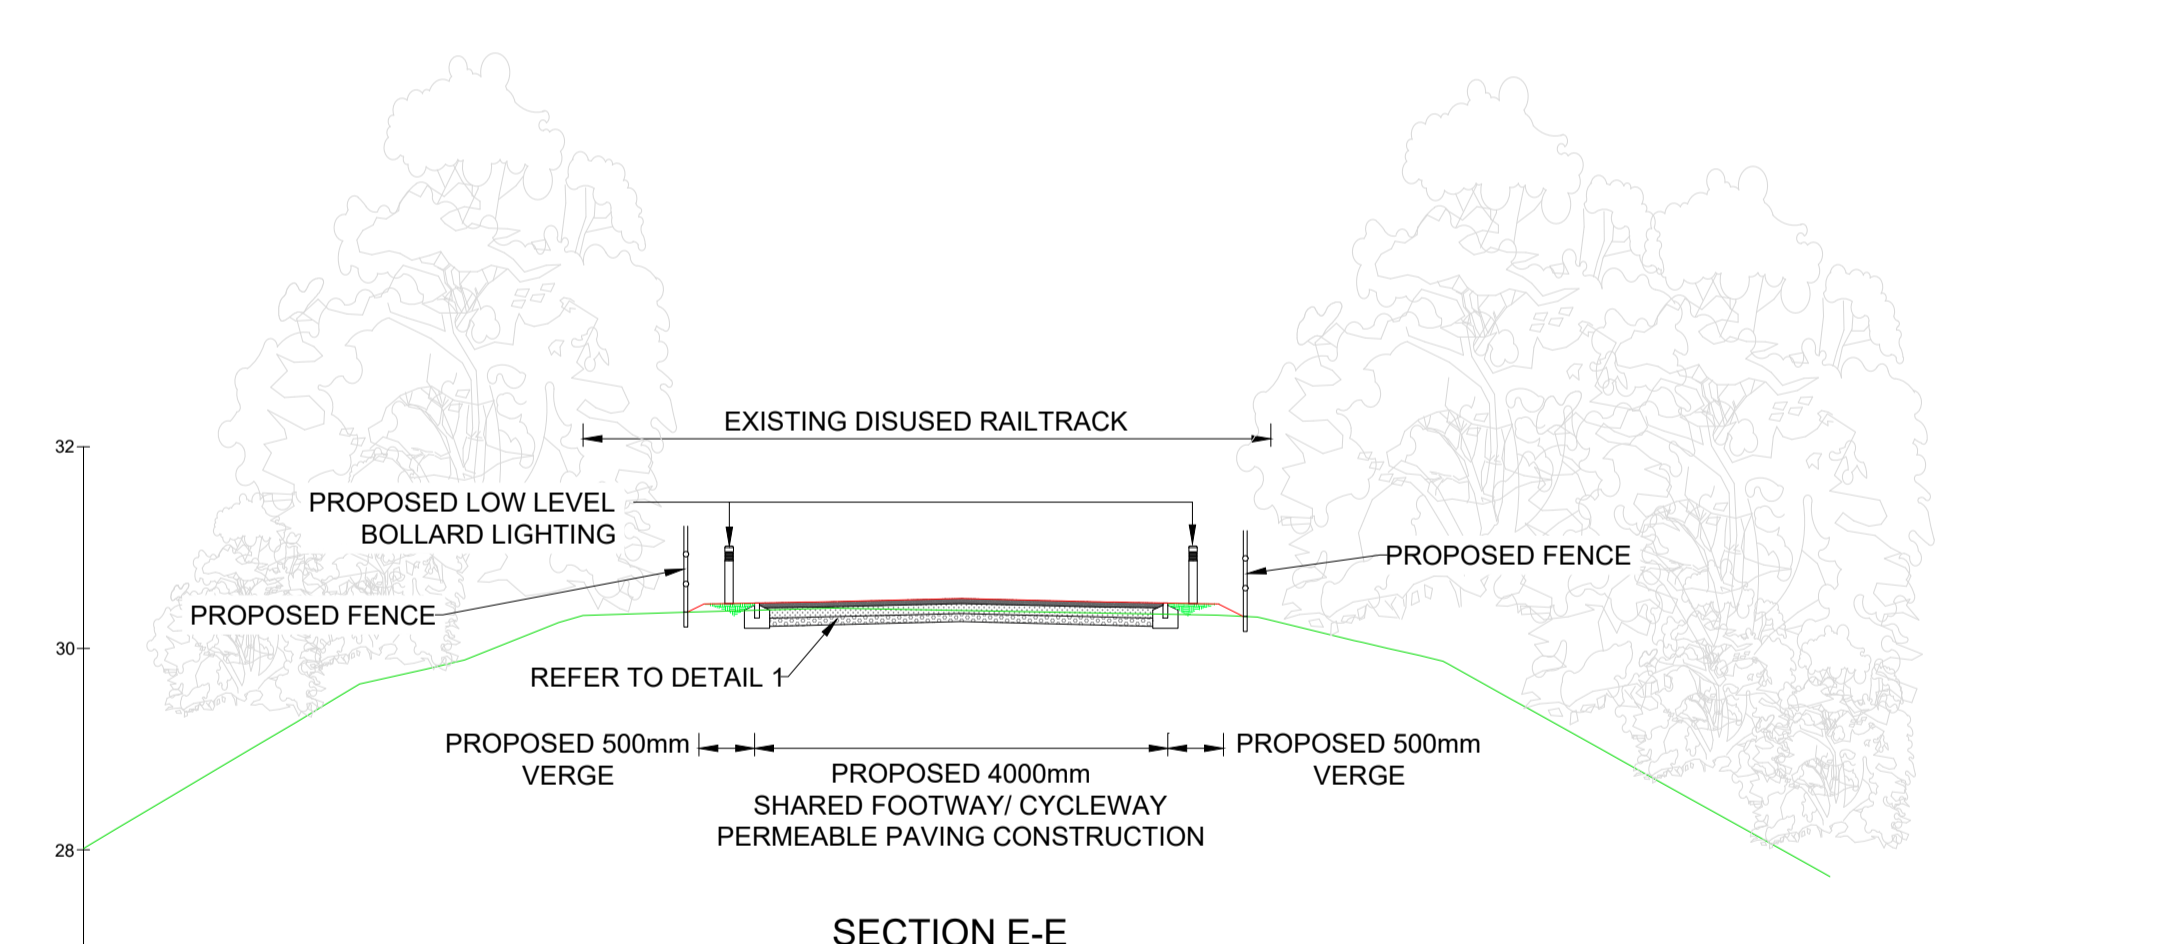 EXISTING DISUSED RAILTRACK
32
PROPOSED LOW LEVEL
BOLLARD LIGHTING
PROPOSED FENCE
PROPOSED FENCE
30
REFER TO DETAIL 1
PROPOSED 500mm
VERGE
PROPOSED 4000mm
SHARED FOOTWAY/ CYCLEWAY
PERMEABLE PAVING CONSTRUCTION
PROPOSED 500mm
VERGE
28
SECTION E-E